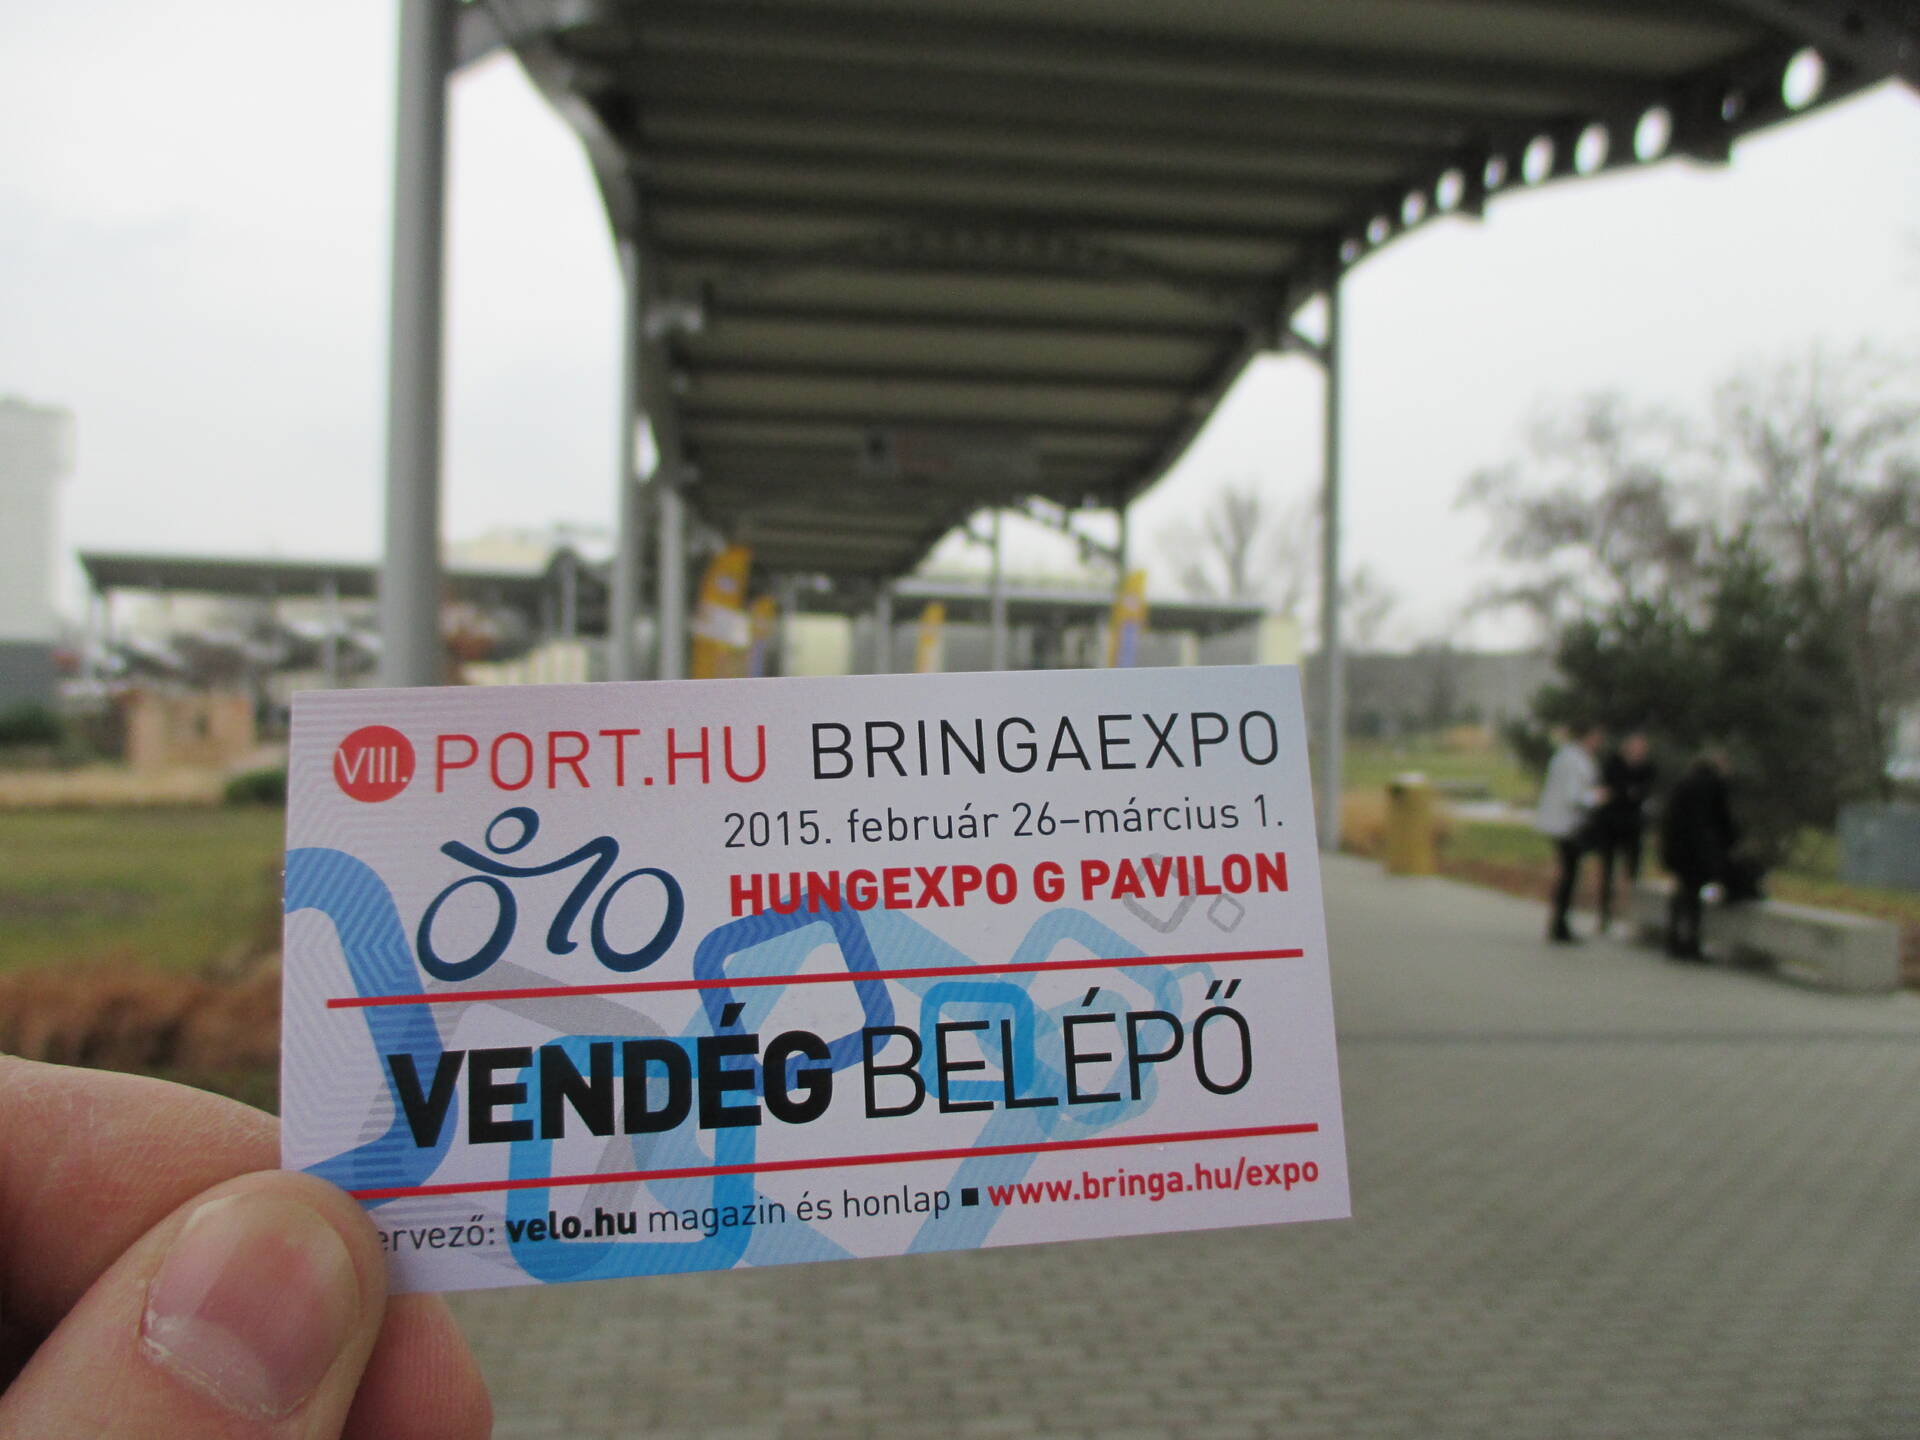 VIII. PORT.HU BRINGAEXPO
2015. február 26–március 1.
HUNGEXPO G PAVILON
VENDÉG BELÉPŐ
ervező: velo.hu magazin és honlap ■ www.bringa.hu/expo